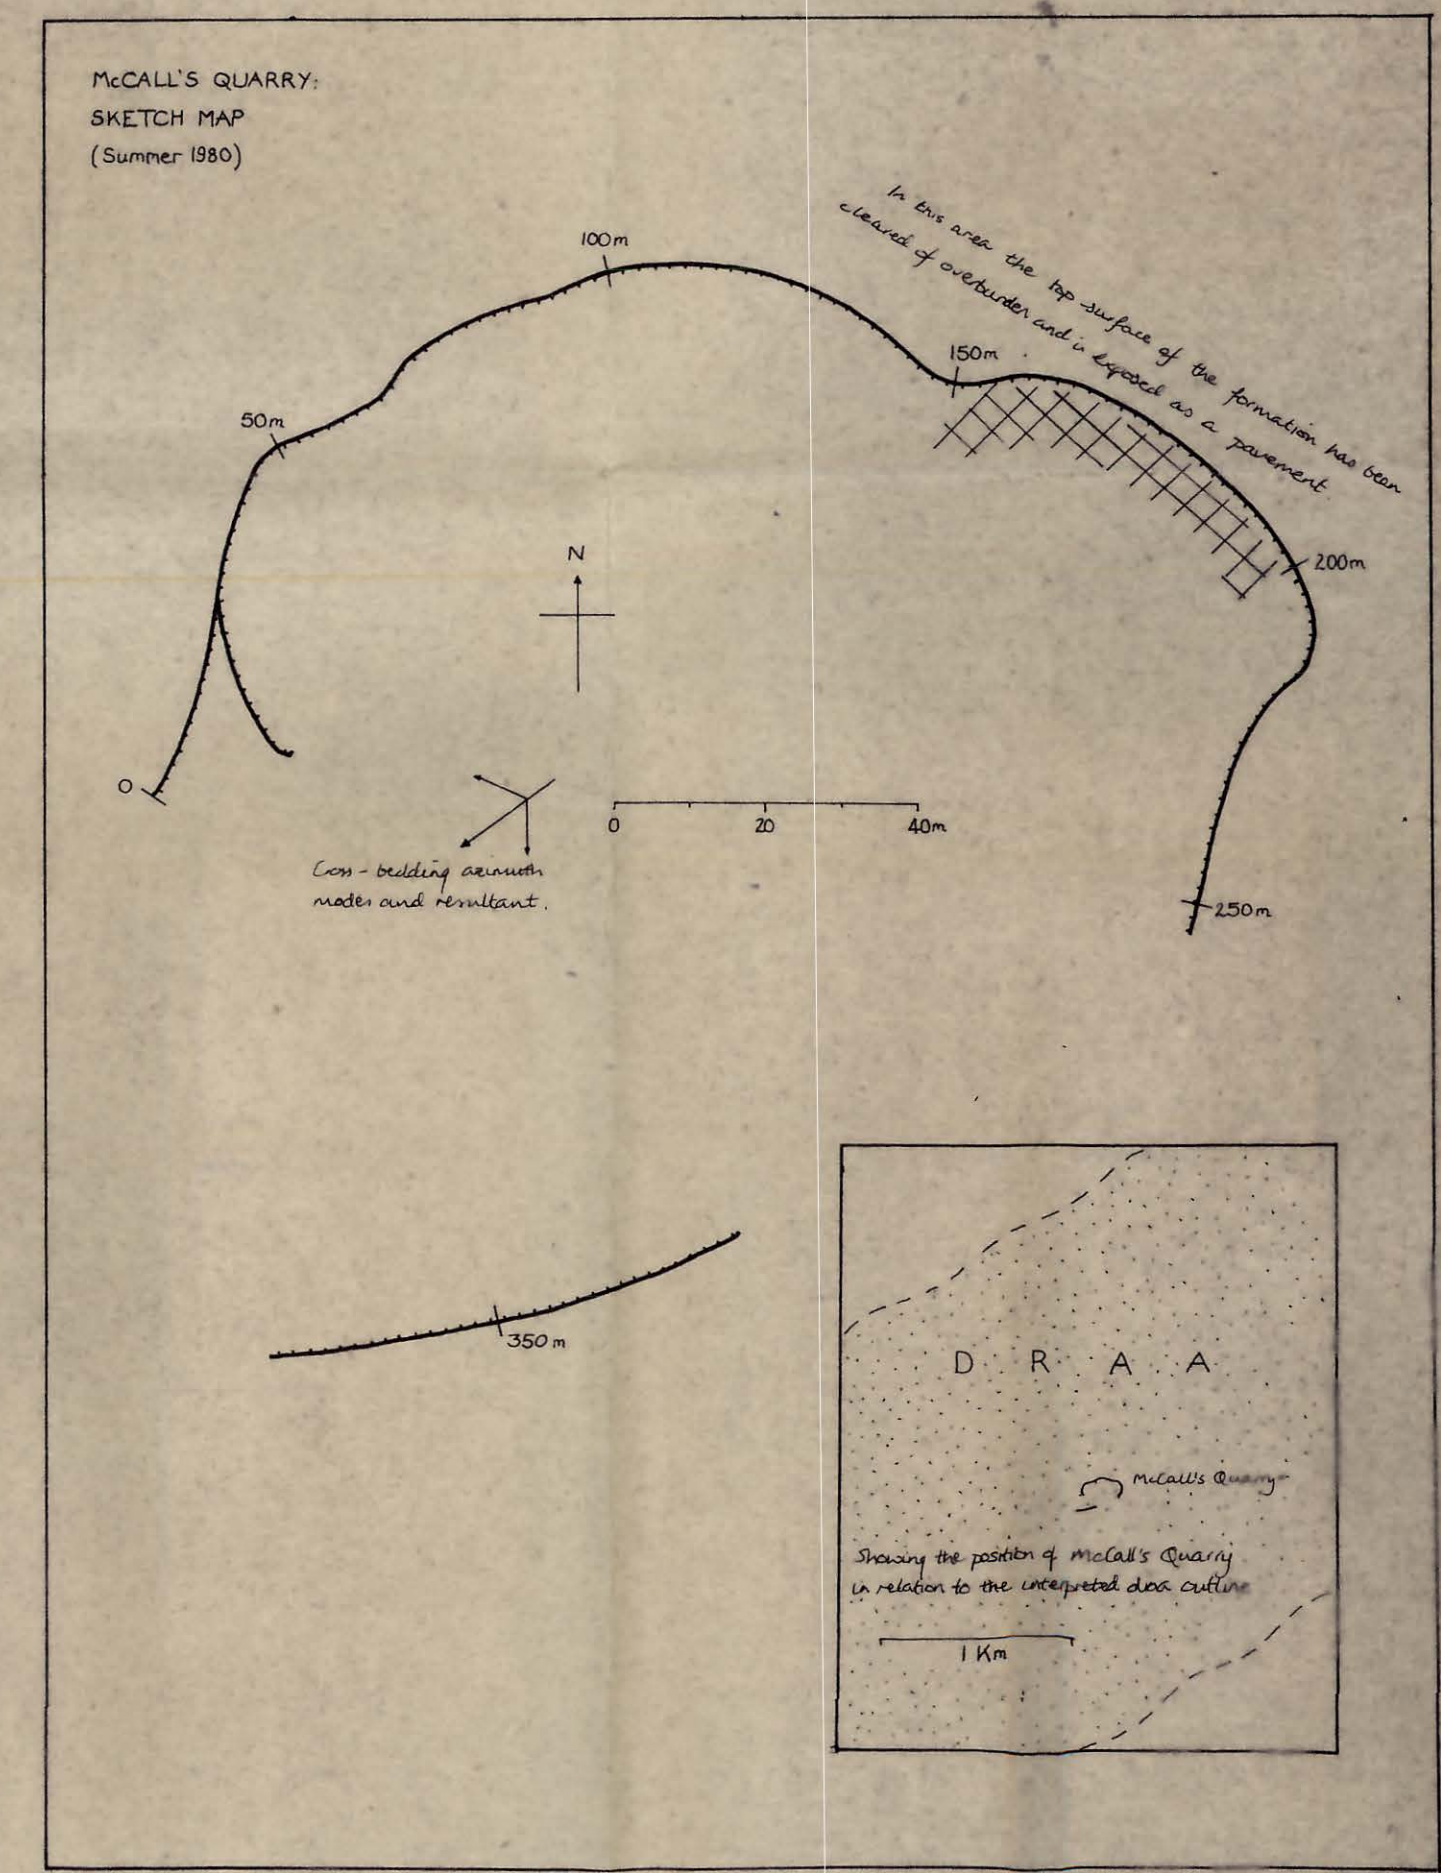 McCALL'S QUARRY:
SKETCH MAP
(Summer 1980)
In this area the top surface of the formation has been
cleared of overburden and is exposed as a pavement
100m
150m
50m
N
200m
0
0 20 40m
Cross-bedding azimuth
modes and resultant.
250m
350m
D R A A
McCall's Quarry
Showing the position of McCall's Quarry
in relation to the interpreted draa outline
1 Km